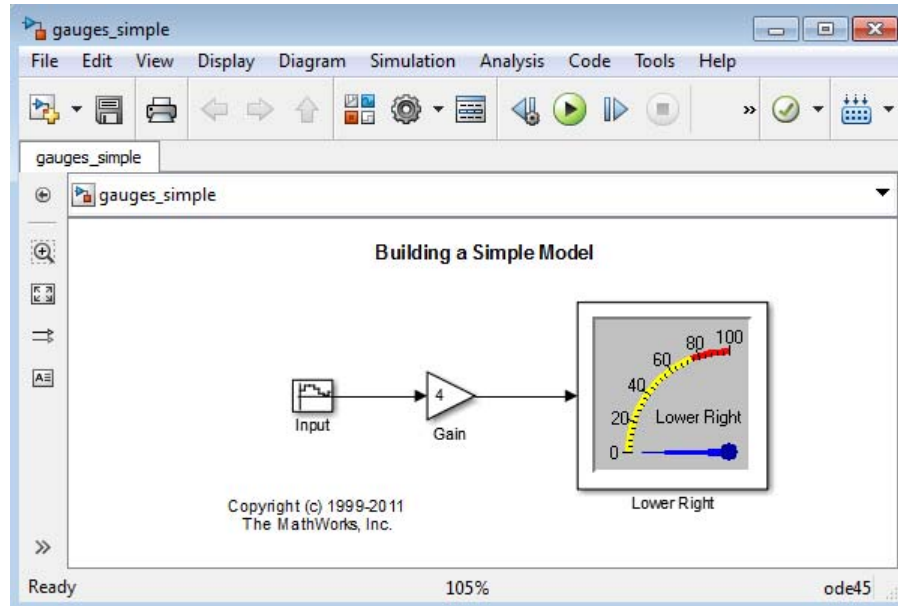 gauges_simple
File Edit View Display Diagram Simulation Analysis Code Tools Help
»
gauges_simple
gauges_simple
Building a Simple Model
100
80
60
40
4
20 Lower Right
Input
Gain
0
Lower Right
Copyright (c) 1999-2011
The MathWorks, Inc.
»
Ready 105% ode45